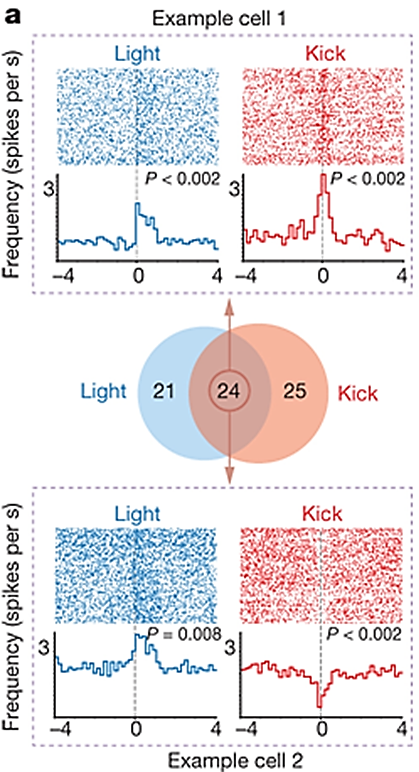 a
Example cell 1
Light Kick
Frequency (spikes per s)
P < 0.002 P < 0.002
3 3
−4 0 4 −4 0 4
Light 21 24 25 Kick
Light Kick
Frequency (spikes per s)
P = 0.008 P < 0.002
3 3
−4 0 4 −4 0 4
Example cell 2